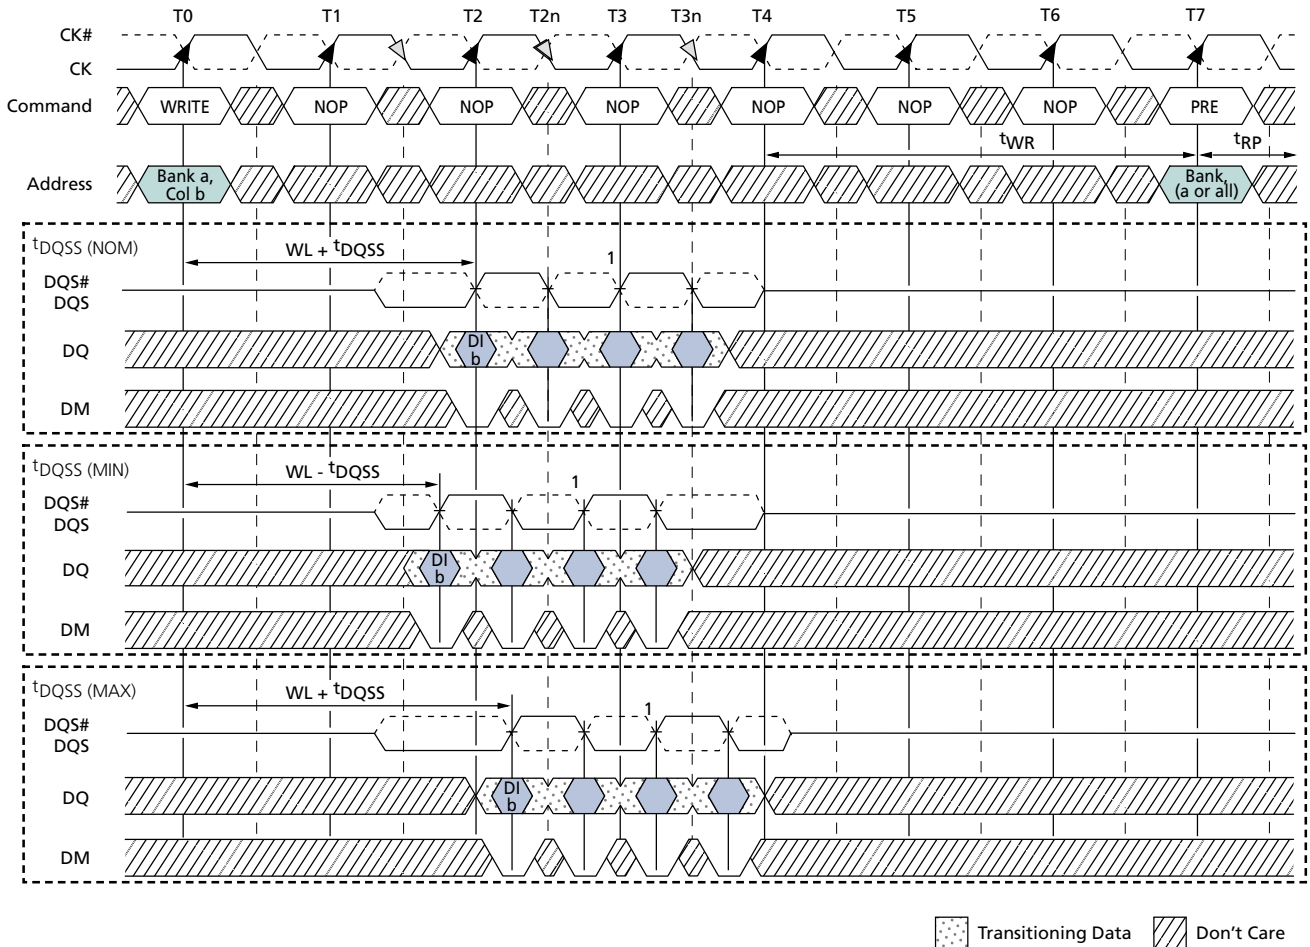 T0 T1 T2 T2n T3 T3n T4 T5 T6 T7
CK#
CK
Command WRITE NOP NOP NOP NOP NOP NOP PRE
tWR tRP
Address Bank a, Col b Bank, (a or all)
tDQSS (NOM)
WL + tDQSS
1
DQS#
DQS
DQ DI b
DM
tDQSS (MIN)
WL - tDQSS
1
DQS#
DQS
DQ DI b
DM
tDQSS (MAX)
WL + tDQSS
1
DQS#
DQS
DQ DI b
DM
Transitioning Data Don't Care